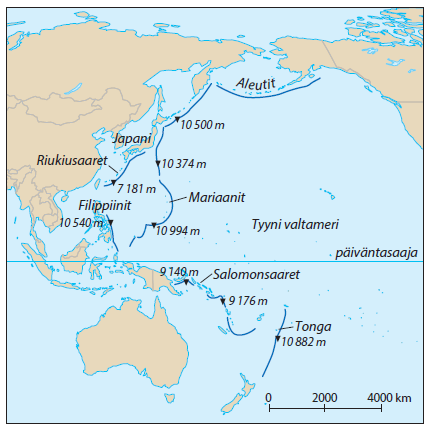 Aleutit
10 500 m
Japani
10 374 m
Riukiusaaret
7 181 m
Mariaanit
Filippiinit
10 540 m
10 994 m
Tyyni valtameri
päiväntasaaja
9 140 m
Salomonsaaret
9 176 m
Tonga
10 882 m
0 2000 4000 km